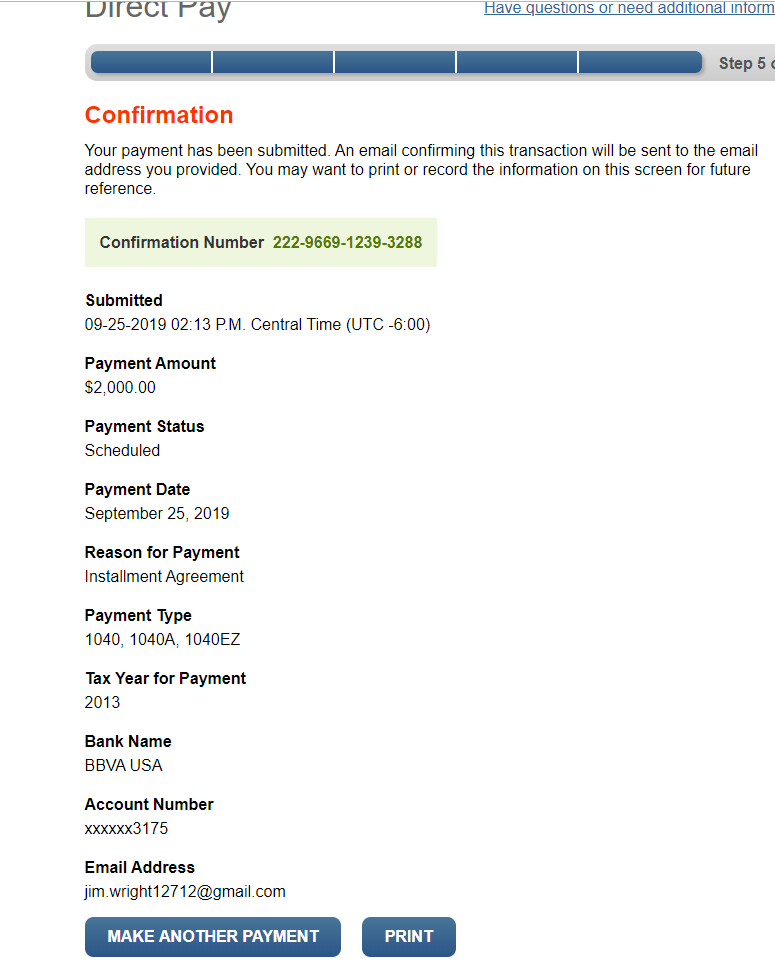 Direct Pay
Have questions or need additional inform
Step 5
Confirmation
Your payment has been submitted. An email confirming this transaction will be sent to the email
address you provided. You may want to print or record the information on this screen for future
reference.
Confirmation Number 222-9669-1239-3288
Submitted
09-25-2019 02:13 P.M. Central Time (UTC -6:00)
Payment Amount
$2,000.00
Payment Status
Scheduled
Payment Date
September 25, 2019
Reason for Payment
Installment Agreement
Payment Type
1040, 1040A, 1040EZ
Tax Year for Payment
2013
Bank Name
BBVA USA
Account Number
xxxxxx3175
Email Address
jim.wright12712@gmail.com
MAKE ANOTHER PAYMENT
PRINT